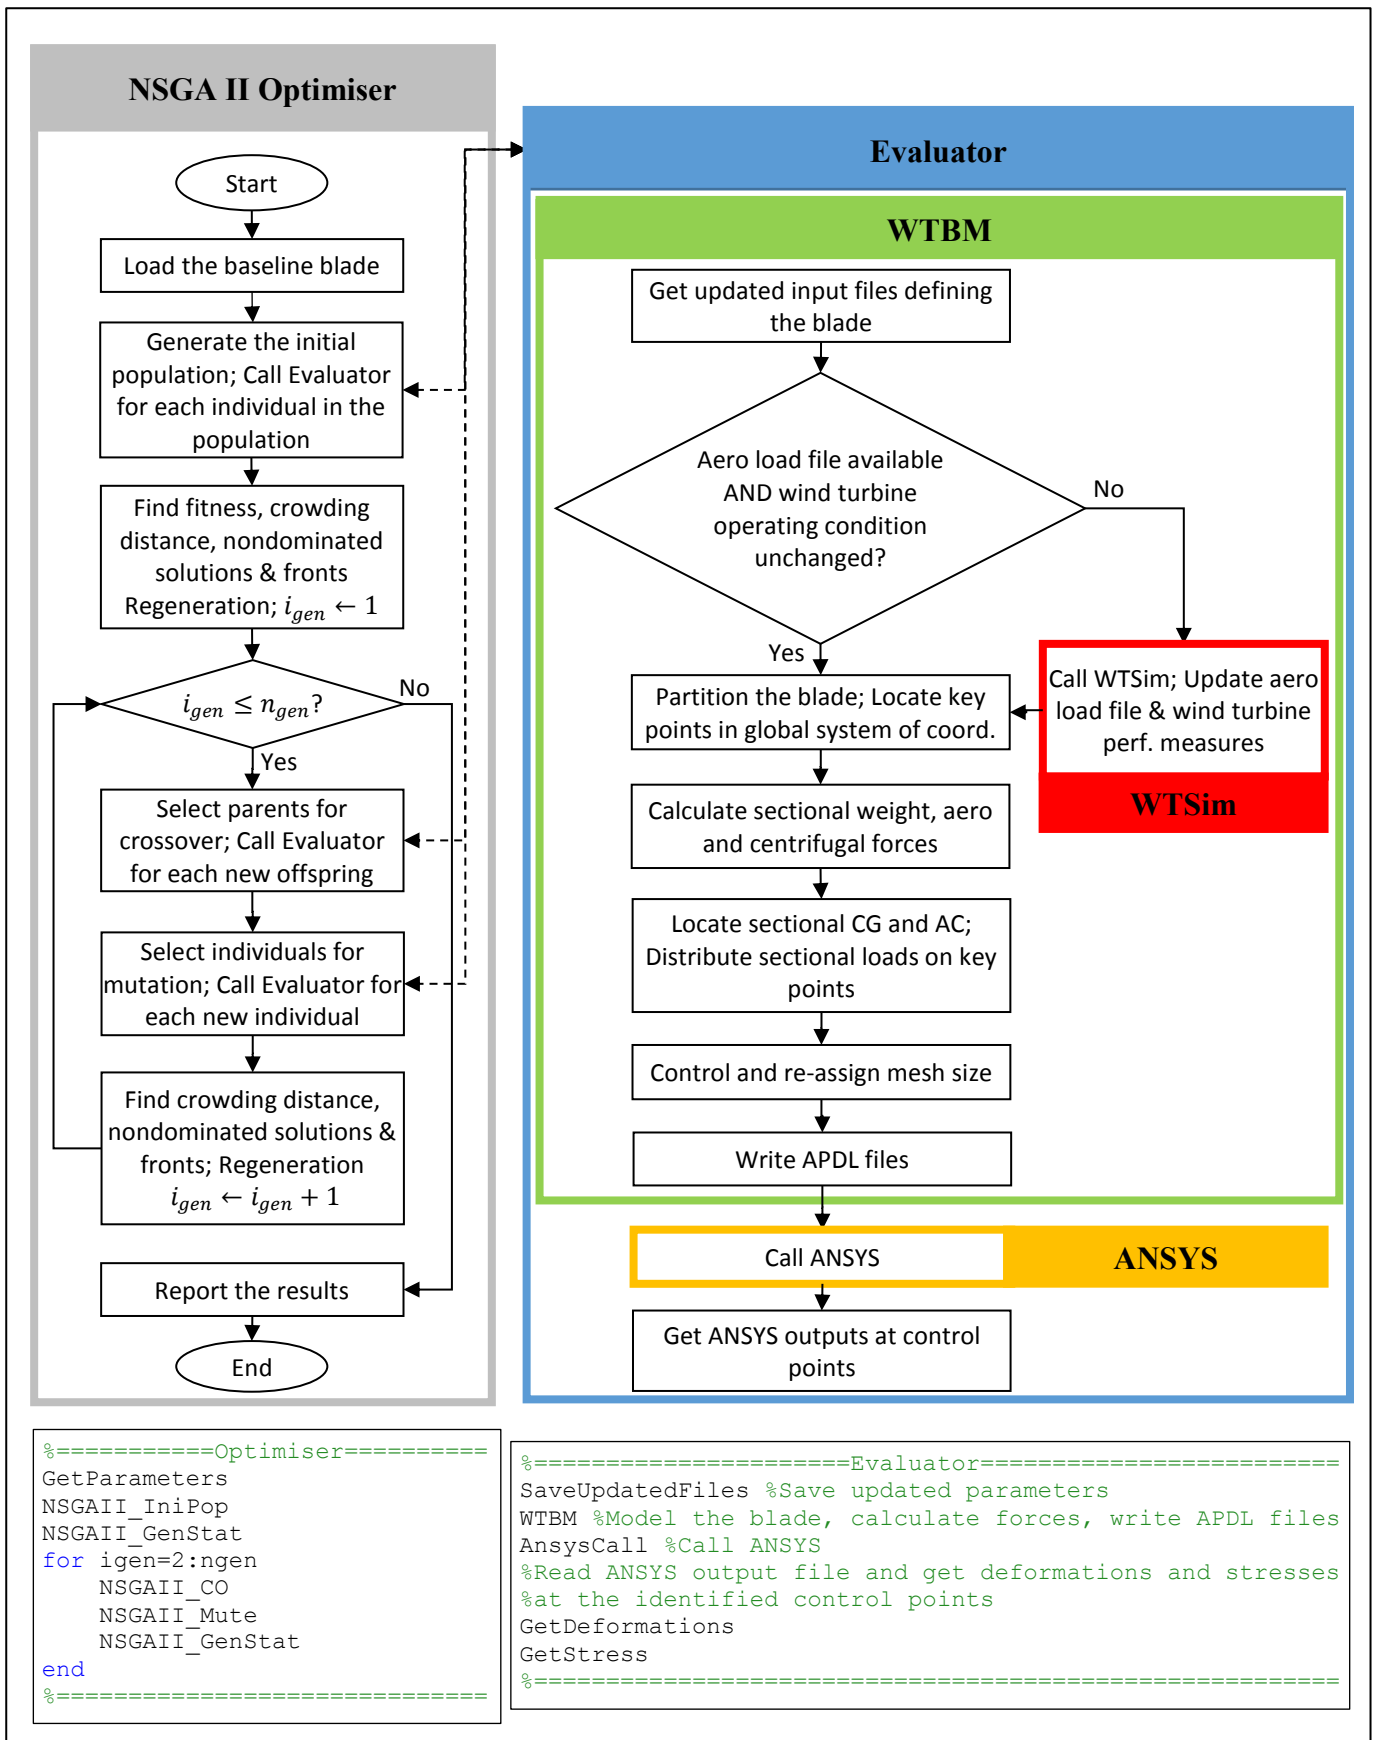 NSGA II Optimiser
Start
Load the baseline blade
Generate the initial
population; Call Evaluator
for each individual in the
population
Find fitness, crowding
distance, nondominated
solutions & fronts
Regeneration; i_gen ← 1
i_gen ≤ n_gen?
No
Yes
Select parents for
crossover; Call Evaluator
for each new offspring
Select individuals for
mutation; Call Evaluator for
each new individual
Find crowding distance,
nondominated solutions &
fronts; Regeneration
i_gen ← i_gen + 1
Report the results
End
Evaluator
WTBM
Get updated input files defining
the blade
Aero load file available
AND wind turbine
operating condition
unchanged?
No
Yes
Call WTSim; Update aero
load file & wind turbine
perf. measures
WTSim
Partition the blade; Locate key
points in global system of coord.
Calculate sectional weight, aero
and centrifugal forces
Locate sectional CG and AC;
Distribute sectional loads on key
points
Control and re-assign mesh size
Write APDL files
Call ANSYS
ANSYS
Get ANSYS outputs at control
points
%===========Optimiser==========
GetParameters
NSGAII_IniPop
NSGAII_GenStat
for igen=2:ngen
    NSGAII_CO
    NSGAII_Mute
    NSGAII_GenStat
end
%==============================
%======================Evaluator=========================
SaveUpdatedFiles %Save updated parameters
WTBM %Model the blade, calculate forces, write APDL files
AnsysCall %Call ANSYS
%Read ANSYS output file and get deformations and stresses
%at the identified control points
GetDeformations
GetStress
%========================================================